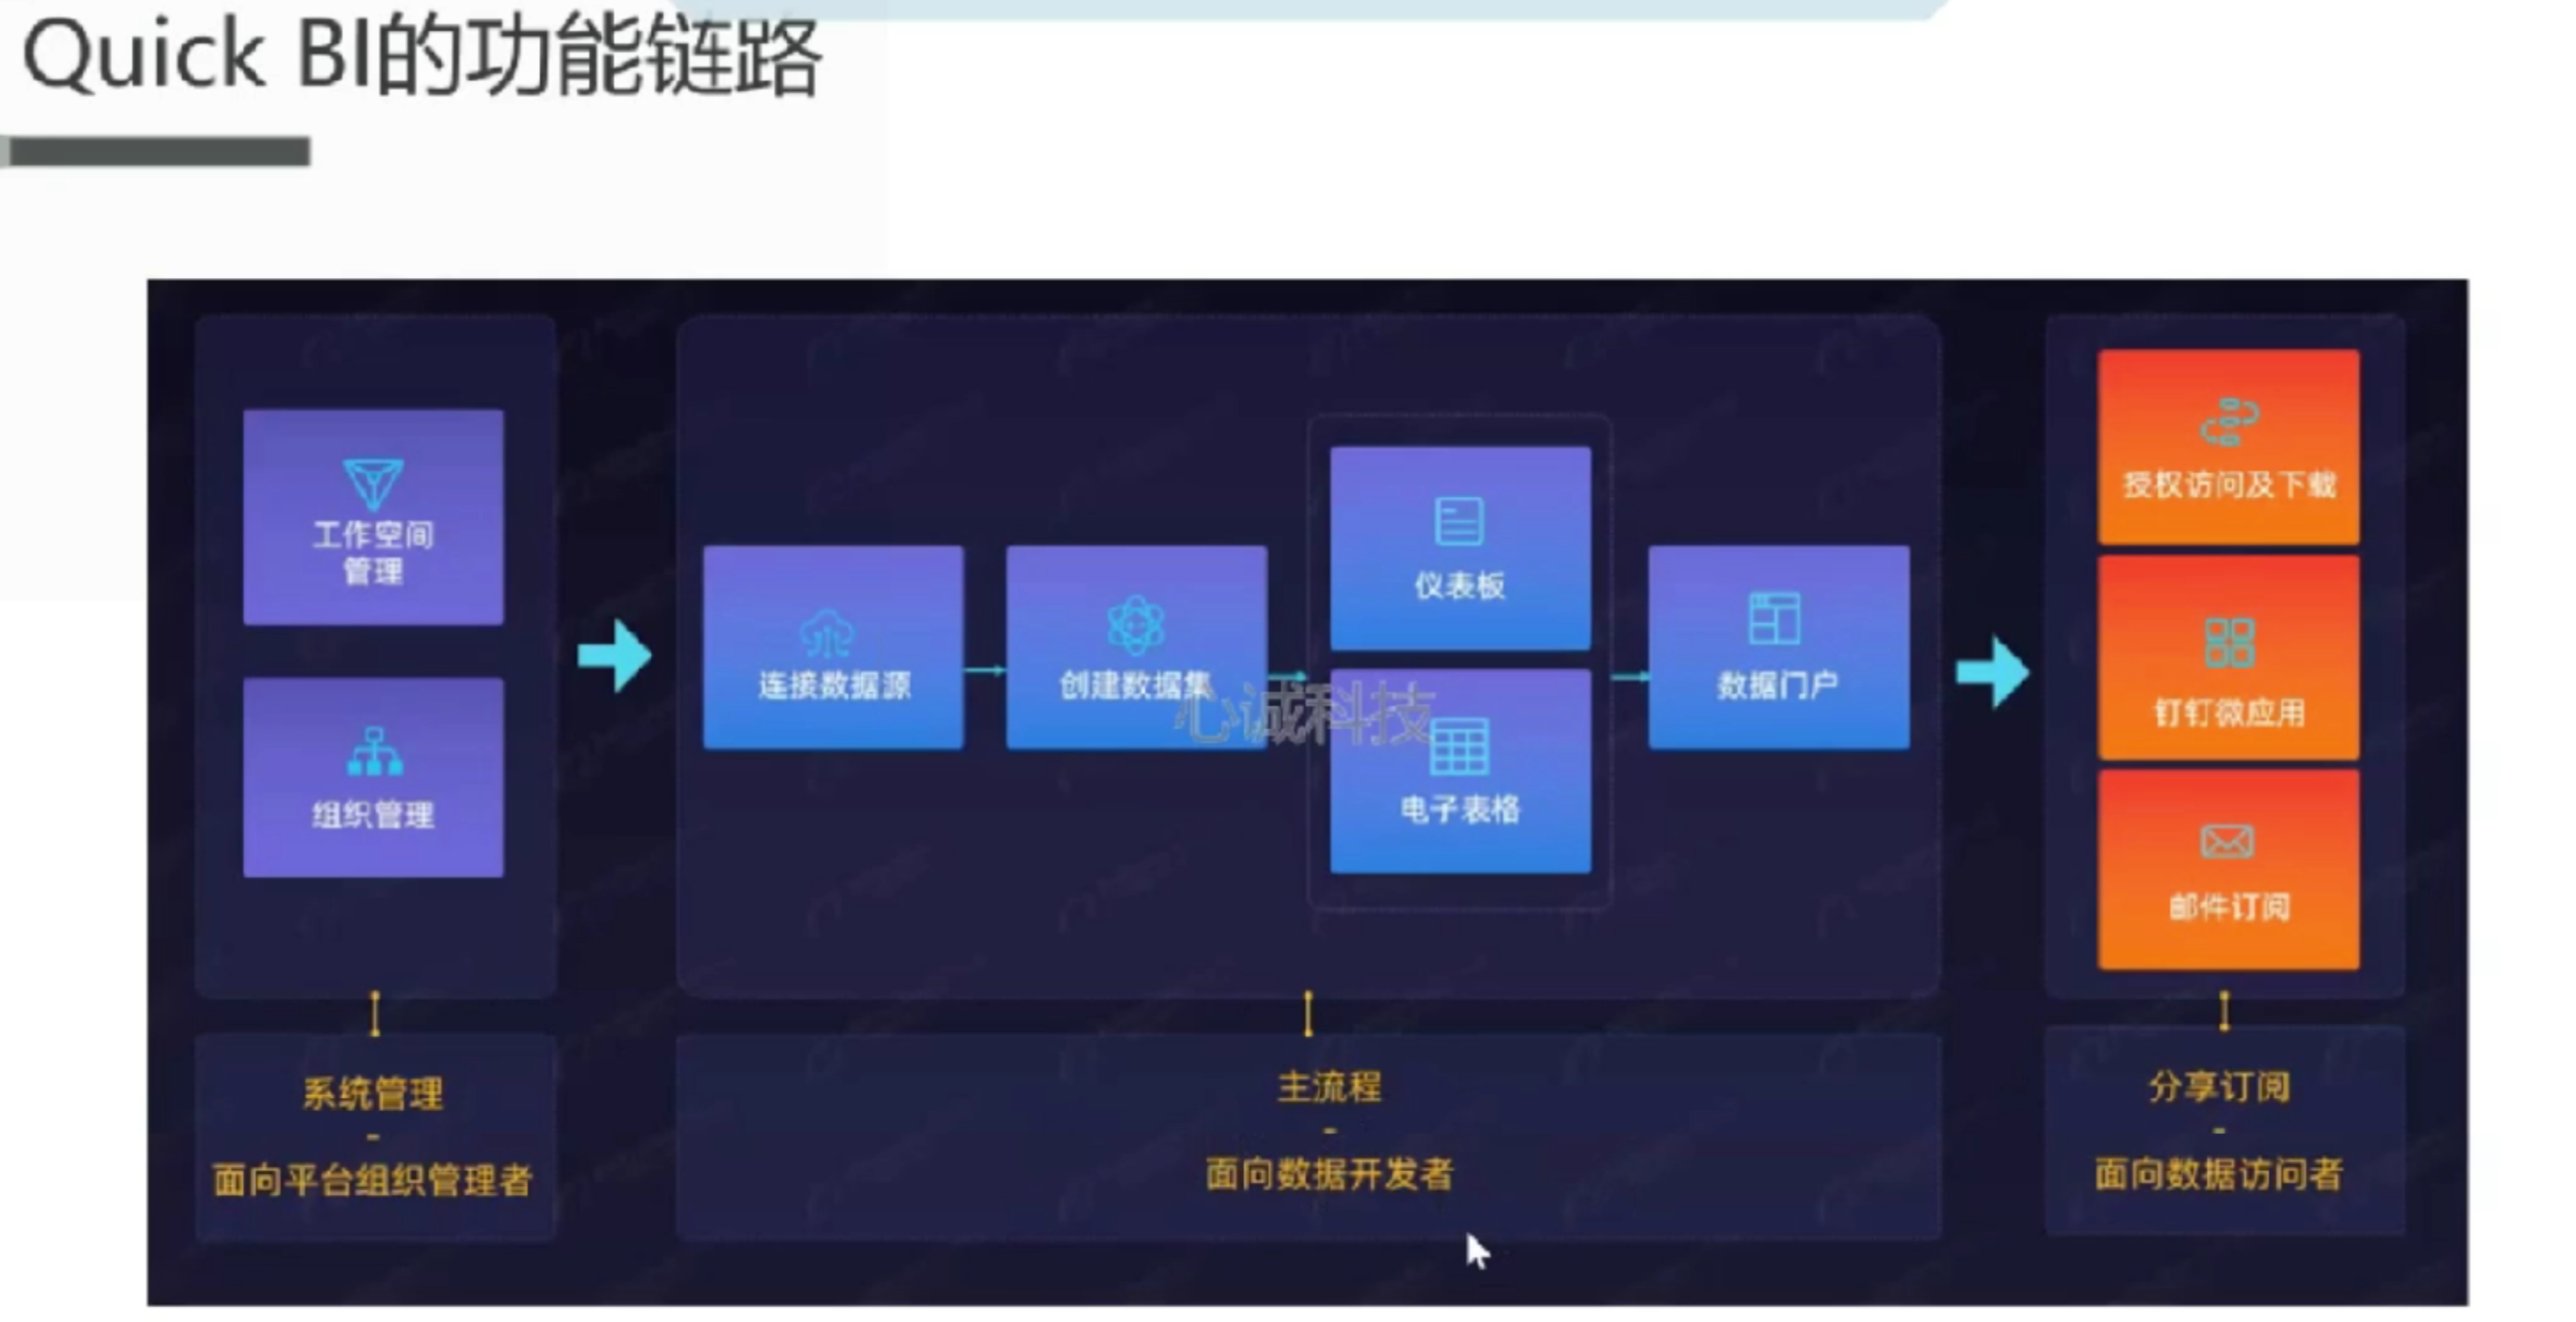 Quick BI的功能链路
工作空间
管理
组织管理
连接数据源
创建数据集
仪表板
电子表格
数据门户
授权访问及下载
钉钉微应用
邮件订阅
心诚科技
系统管理
-
面向平台组织管理者
主流程
-
面向数据开发者
分享订阅
-
面向数据访问者